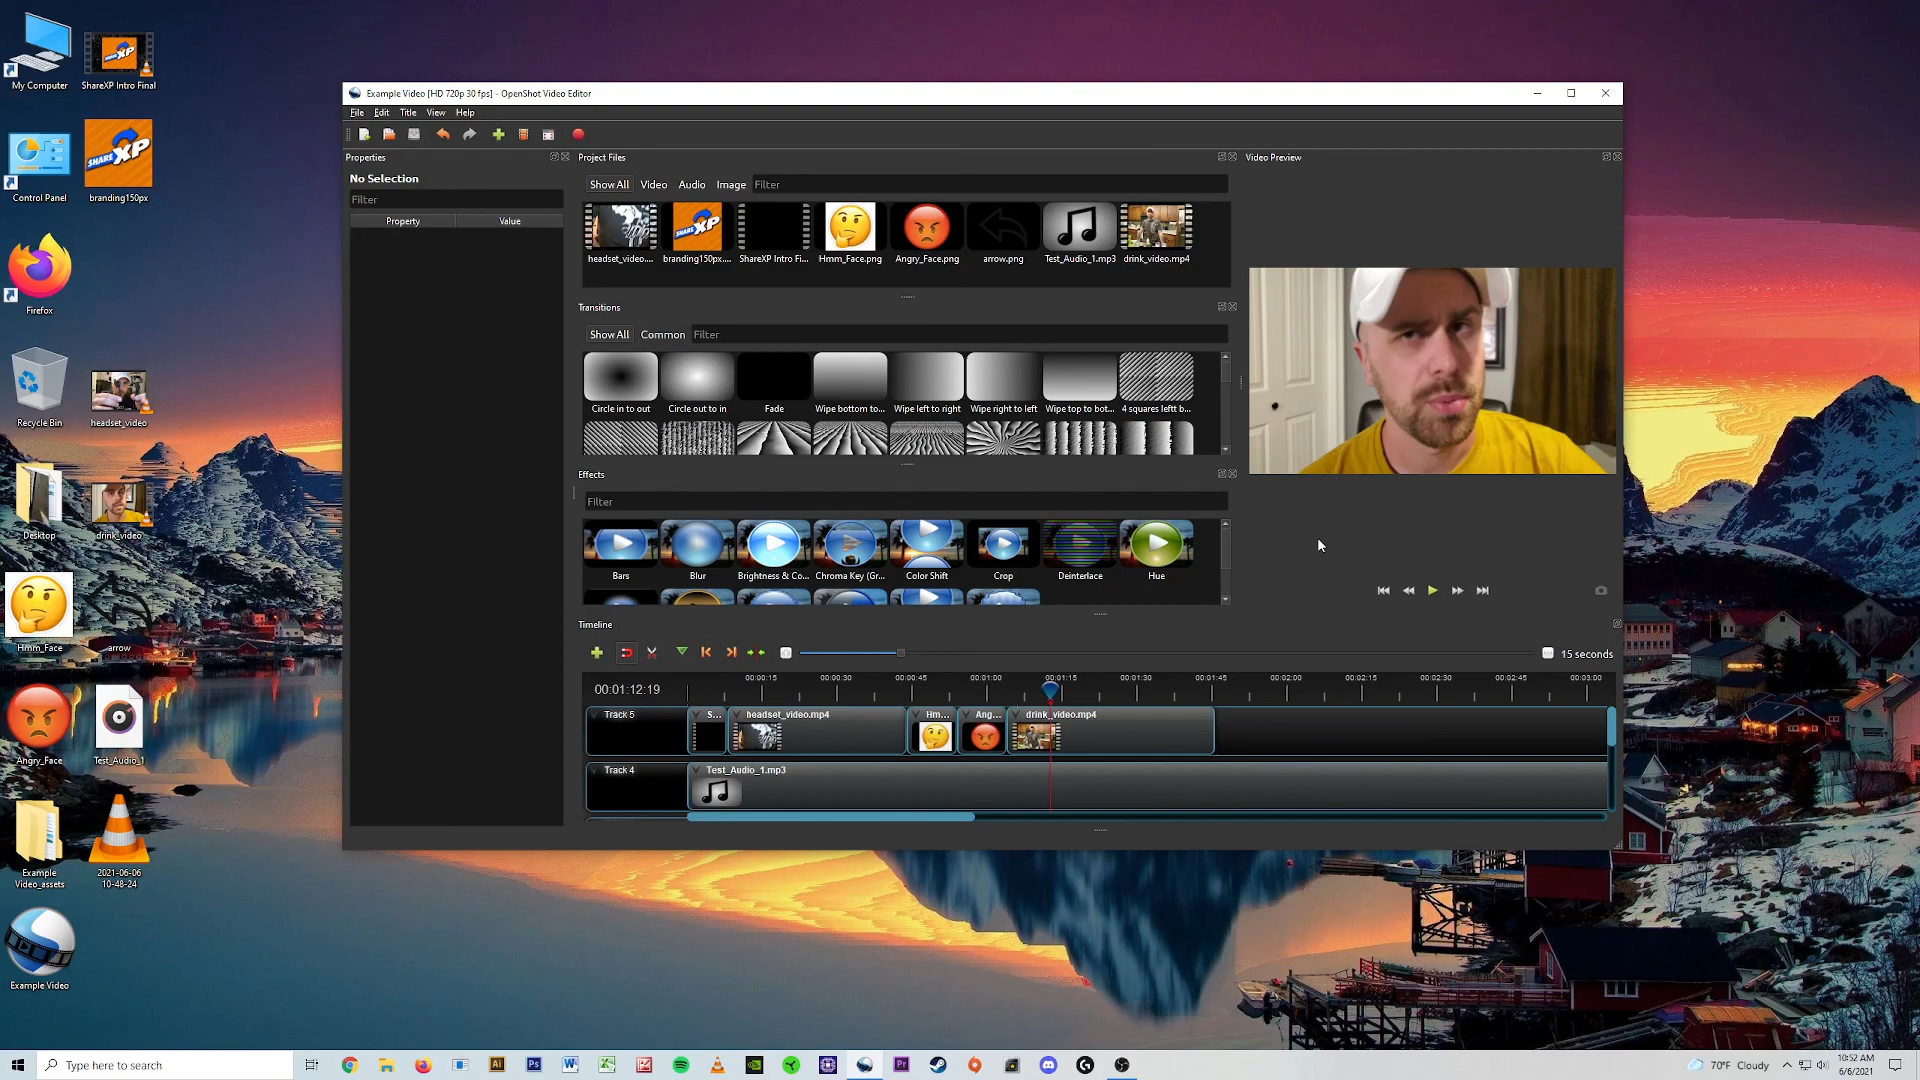 My Computer
ShareXP Intro Final
Control Panel
branding150px
Firefox
Recycle Bin
headset_video
Desktop
drink_video
Hmm_Face
arrow
Angry_Face
Test_Audio_1
Example
Video_assets
2021-06-06
10-48-24
Example Video
SHARE XP
Example Video [HD 720p 30 fps] - OpenShot Video Editor
File Edit Title View Help
Properties
No Selection
Filter
Property Value
Project Files
Show All Video Audio Image Filter
headset_video.... branding150px.... ShareXP Intro Fi... Hmm_Face.png Angry_Face.png arrow.png Test_Audio_1.mp3 drink_video.mp4
Transitions
Show All Common Filter
Circle in to out Circle out to in Fade Wipe bottom to... Wipe left to right Wipe right to left Wipe top to bot... 4 squares leftt b...
Effects
Filter
Bars Blur Brightness & Co... Chroma Key (Gr... Color Shift Crop Deinterlace Hue
Video Preview
Timeline
15 seconds
00:01:12:19
00:00:15 00:00:30 00:00:45 00:01:00 00:01:15 00:01:30 00:01:45 00:02:00 00:02:15 00:02:30 00:02:45 00:03:00
Track 5 S... headset_video.mp4 Hm... Ang... drink_video.mp4
Track 4 Test_Audio_1.mp3
Type here to search
Ai Ps Pr
70°F Cloudy
10:52 AM
6/6/2021